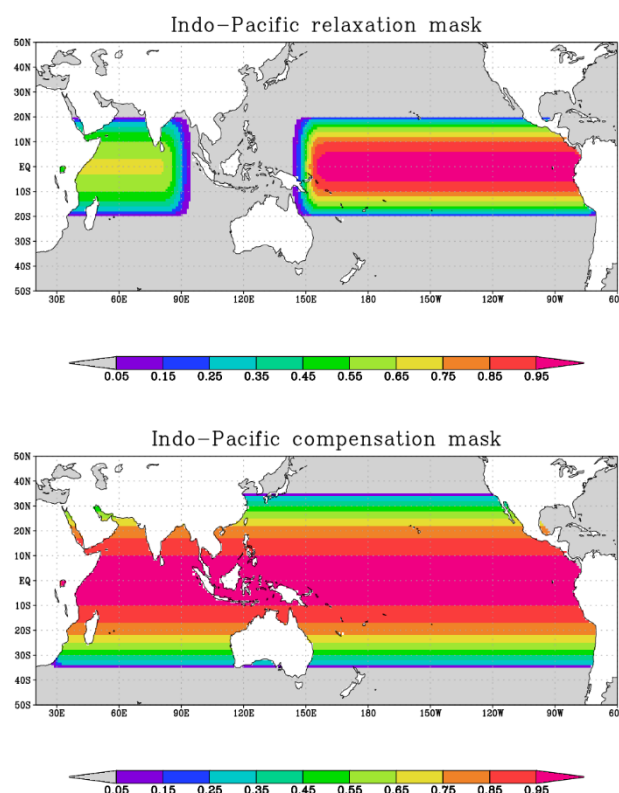 Indo-Pacific relaxation mask
50N
40N
30N
20N
10N
EQ
10S
20S
30S
40S
50S
30E 60E 90E 120E 150E 180 150W 120W 90W 60
0.05 0.15 0.25 0.35 0.45 0.55 0.65 0.75 0.85 0.95
Indo-Pacific compensation mask
50N
40N
30N
20N
10N
EQ
10S
20S
30S
40S
50S
30E 60E 90E 120E 150E 180 150W 120W 90W 60
0.05 0.15 0.25 0.35 0.45 0.55 0.65 0.75 0.85 0.95